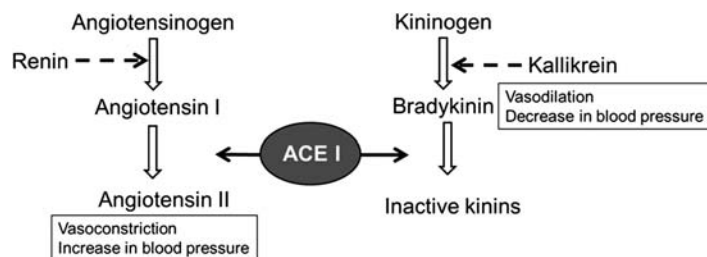 Angiotensinogen
Renin
Angiotensin I
Angiotensin II
Vasoconstriction
Increase in blood pressure
ACE I
Kininogen
Kallikrein
Bradykinin
Vasodilation
Decrease in blood pressure
Inactive kinins